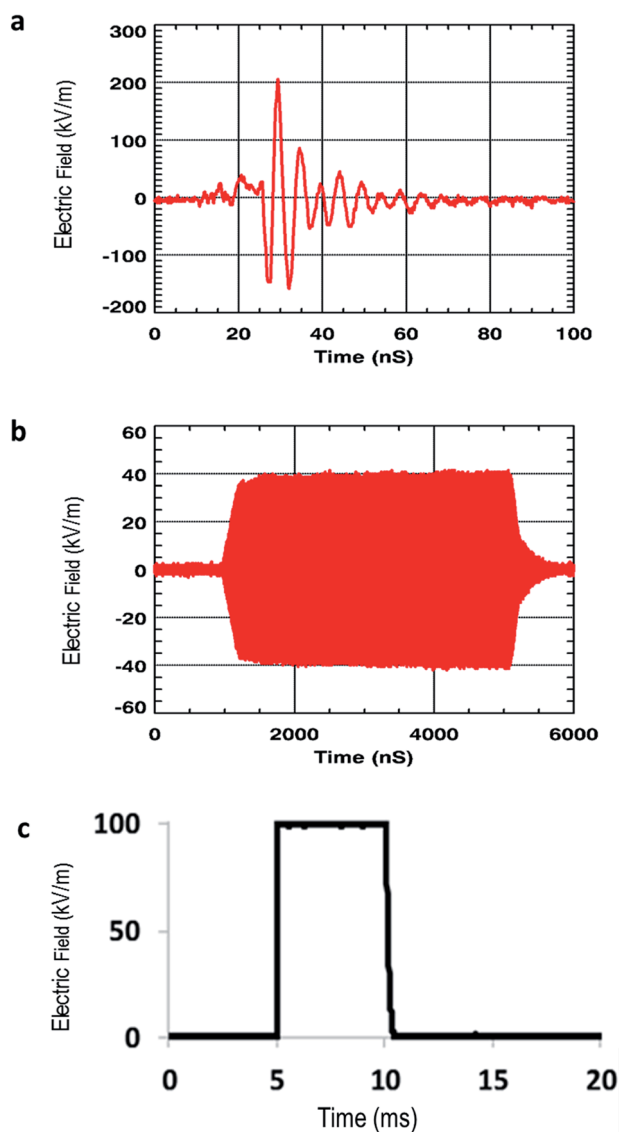 a
300
200
100
0
-100
-200
Electric Field (kV/m)
0 20 40 60 80 100
Time (nS)
b
60
40
20
0
-20
-40
-60
Electric Field (kV/m)
0 2000 4000 6000
Time (nS)
c
100
50
0
Electric Field (kV/m)
0 5 10 15 20
Time (ms)